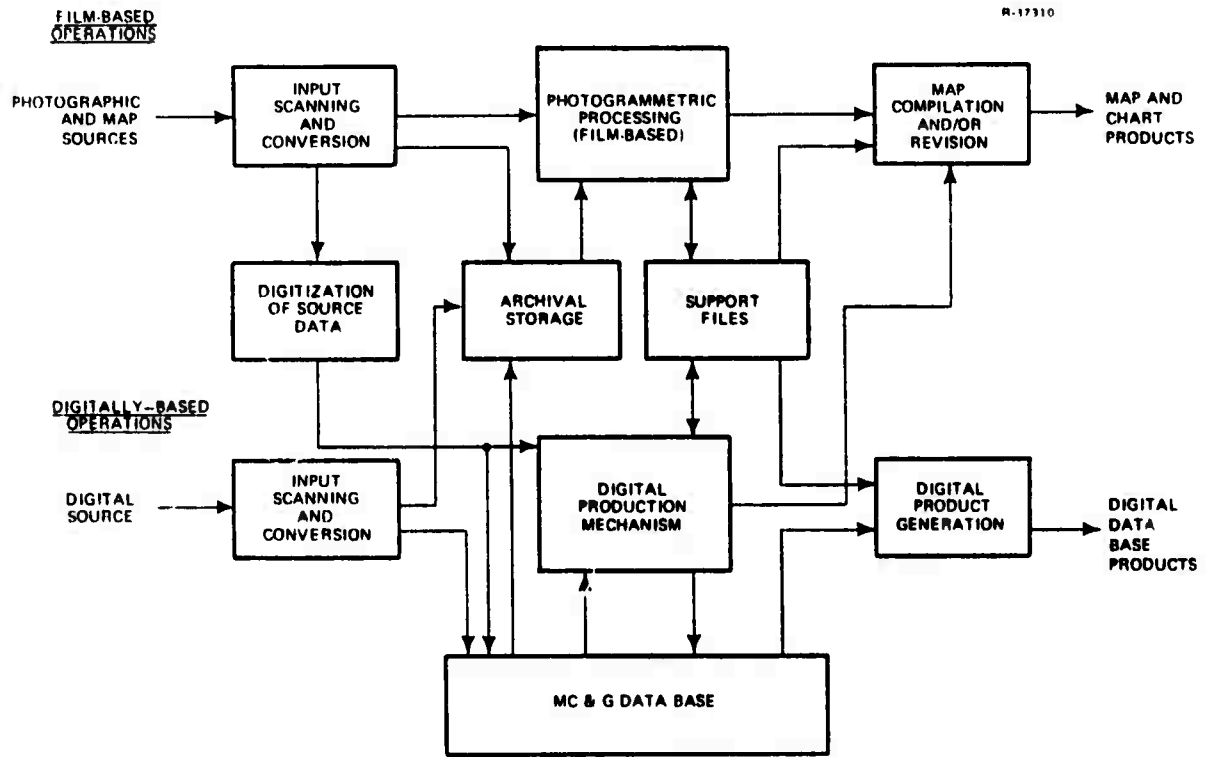 FILM-BASED
OPERATIONS
R-17310
PHOTOGRAPHIC
AND MAP
SOURCES
INPUT
SCANNING
AND
CONVERSION
PHOTOGRAMMETRIC
PROCESSING
(FILM-BASED)
MAP
COMPILATION
AND/OR
REVISION
MAP AND
CHART
PRODUCTS
DIGITIZATION
OF SOURCE
DATA
ARCHIVAL
STORAGE
SUPPORT
FILES
DIGITALLY-BASED
OPERATIONS
DIGITAL
SOURCE
INPUT
SCANNING
AND
CONVERSION
DIGITAL
PRODUCTION
MECHANISM
DIGITAL
PRODUCT
GENERATION
DIGITAL
DATA
BASE
PRODUCTS
MC & G DATA BASE